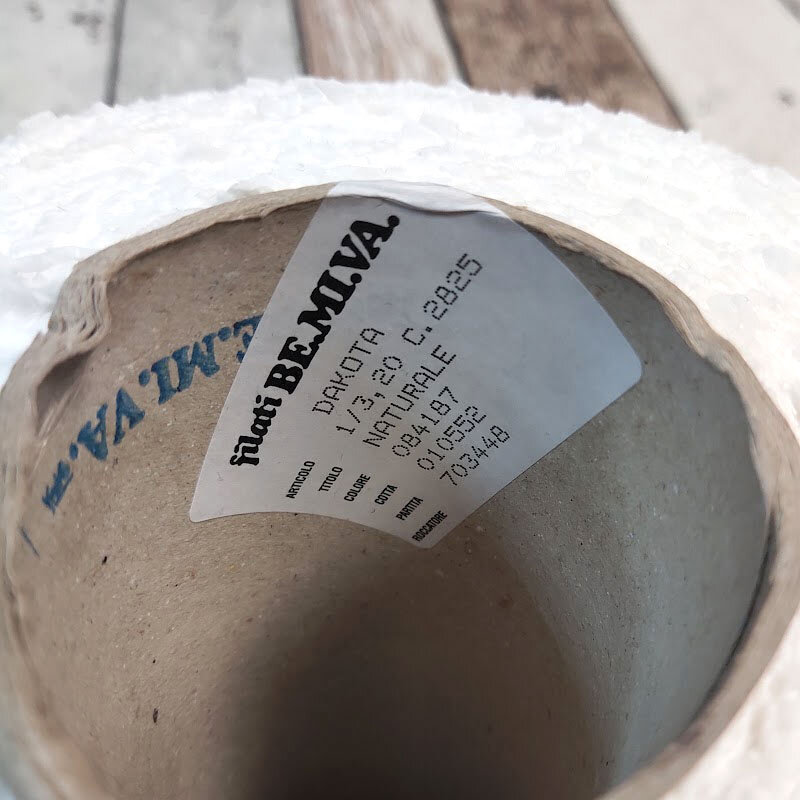 filati BE.MI.VA.
ARTICOLO DAKOTA
TITOLO 1/3,20 C.2825
COLORE NATURALE
COTTA 084187
PARTITA 010552
ROCCATORE 703448
E.MI.VA.